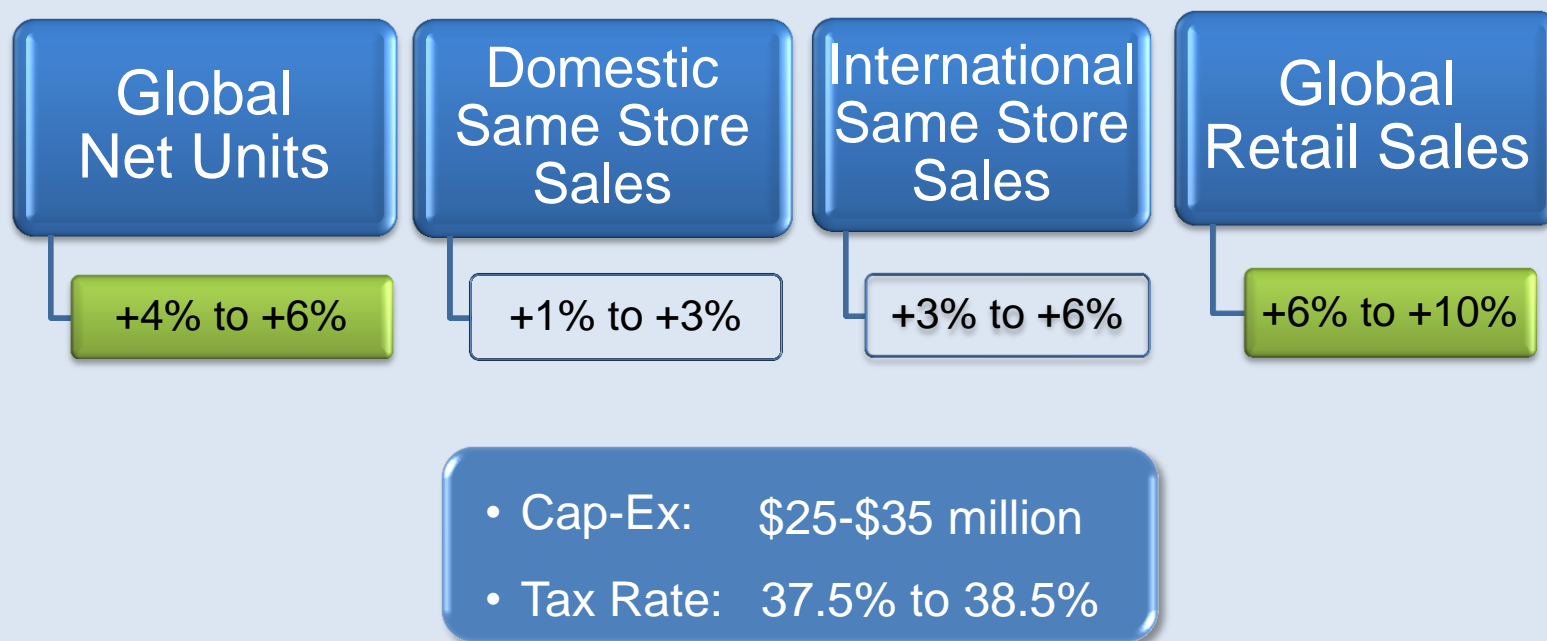 Global
Net Units
+4% to +6%
Domestic
Same Store
Sales
+1% to +3%
International
Same Store
Sales
+3% to +6%
Global
Retail Sales
+6% to +10%
• Cap-Ex: $25-$35 million
• Tax Rate: 37.5% to 38.5%